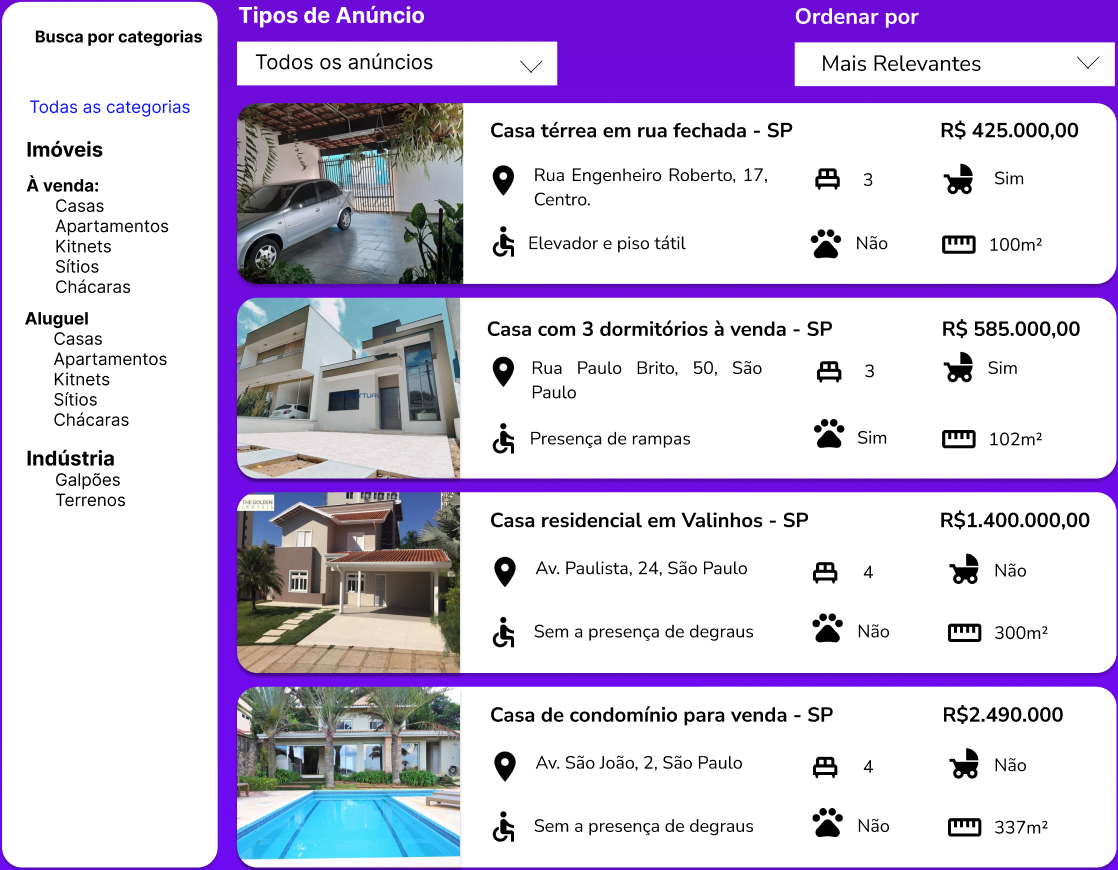 Busca por categorias
Todas as categorias
Imóveis
À venda:
Casas
Apartamentos
Kitnets
Sítios
Chácaras
Aluguel
Casas
Apartamentos
Kitnets
Sítios
Chácaras
Indústria
Galpões
Terrenos
Tipos de Anúncio
Todos os anúncios
Ordenar por
Mais Relevantes
Casa térrea em rua fechada - SP
R$ 425.000,00
Rua Engenheiro Roberto, 17,
Centro.
3
Sim
Elevador e piso tátil
Não
100m²
Casa com 3 dormitórios à venda - SP
R$ 585.000,00
Rua Paulo Brito, 50, São
Paulo
3
Sim
Presença de rampas
Sim
102m²
THE GOLDEN
IMÓVEIS
Casa residencial em Valinhos - SP
R$1.400.000,00
Av. Paulista, 24, São Paulo
4
Não
Sem a presença de degraus
Não
300m²
Casa de condomínio para venda - SP
R$2.490.000
Av. São João, 2, São Paulo
4
Não
Sem a presença de degraus
Não
337m²